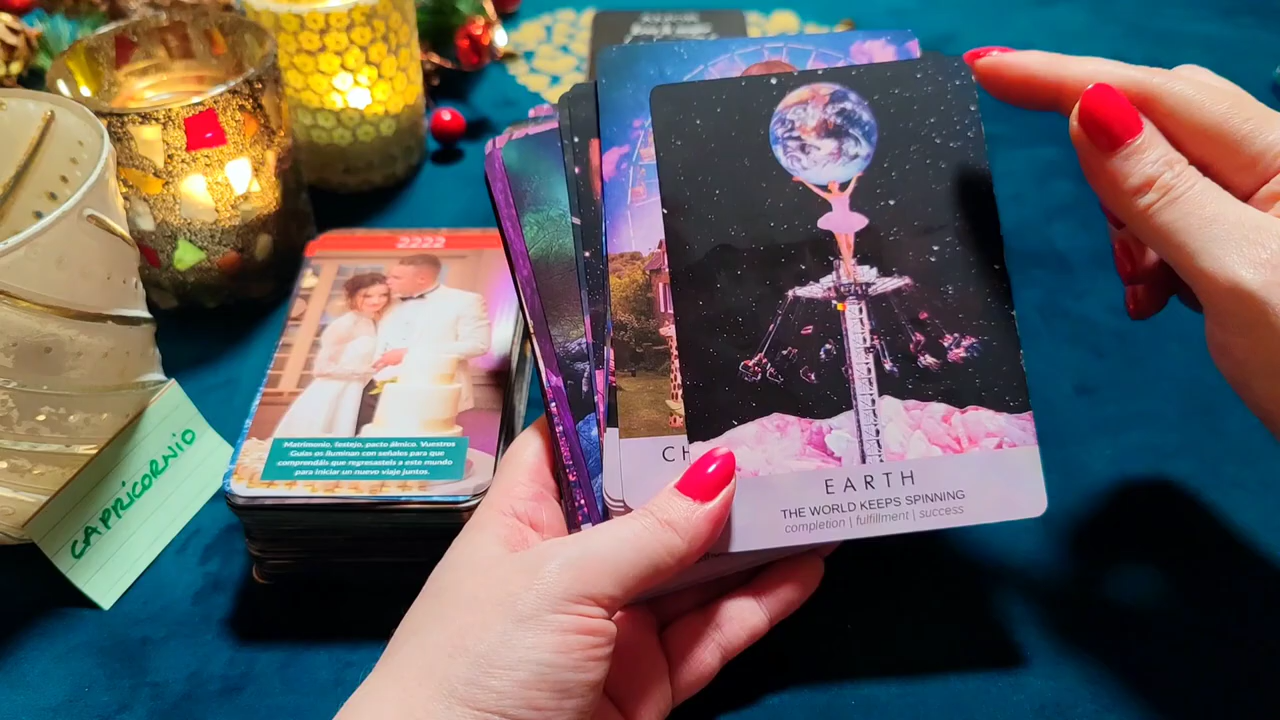 2222
Matrimonio, festejo, pacto álmico. Vuestros
Guías os iluminan con señales para que
comprendáis que regresasteis a este mundo
para iniciar un nuevo viaje juntos.
CAPRICORNIO
CH
EARTH
THE WORLD KEEPS SPINNING
completion | fulfillment | success